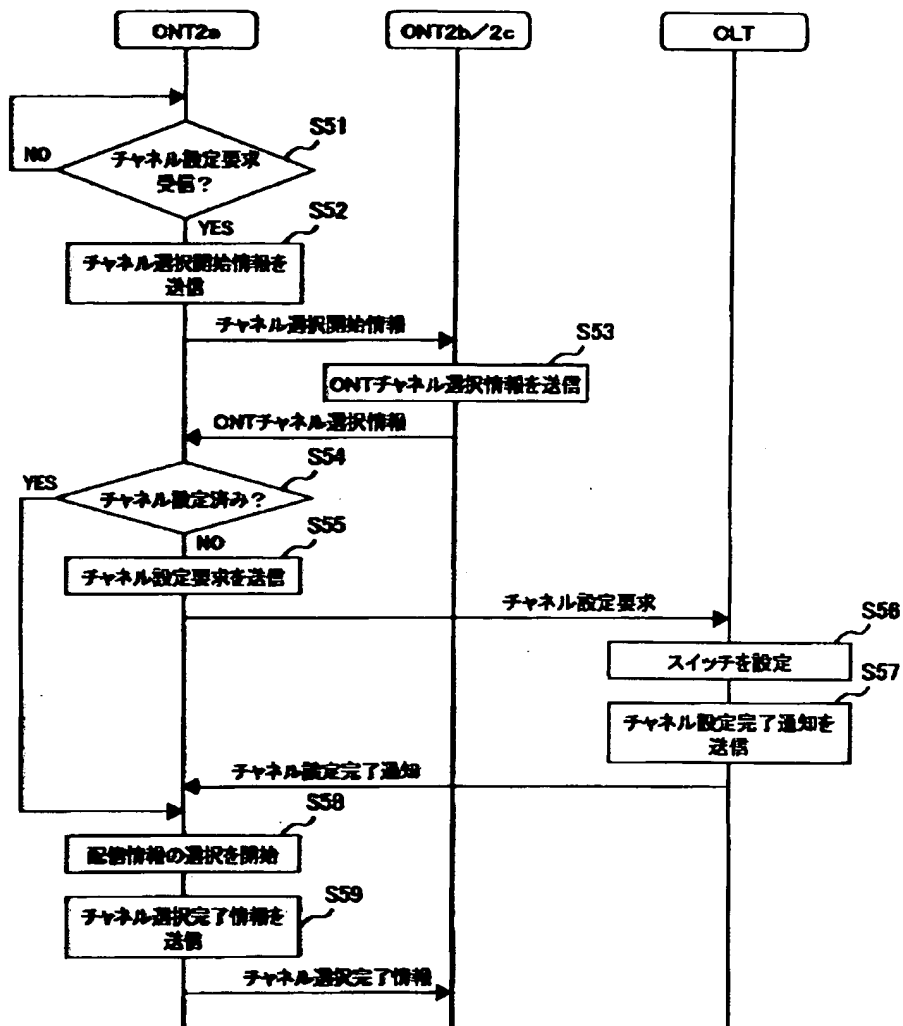 ONT2a
ONT2b/2c
OLT
S51
チャネル設定要求
受信?
NO
YES
S52
チャネル選択開始情報を
送信
チャネル選択開始情報
S53
ONTチャネル選択情報を送信
ONTチャネル選択情報
S54
YES
チャネル設定済み?
NO
S55
チャネル設定要求を送信
チャネル設定要求
S56
スイッチを設定
S57
チャネル設定完了通知を
送信
チャネル設定完了通知
S58
配信情報の選択を開始
S59
チャネル選択完了情報を
送信
チャネル選択完了情報